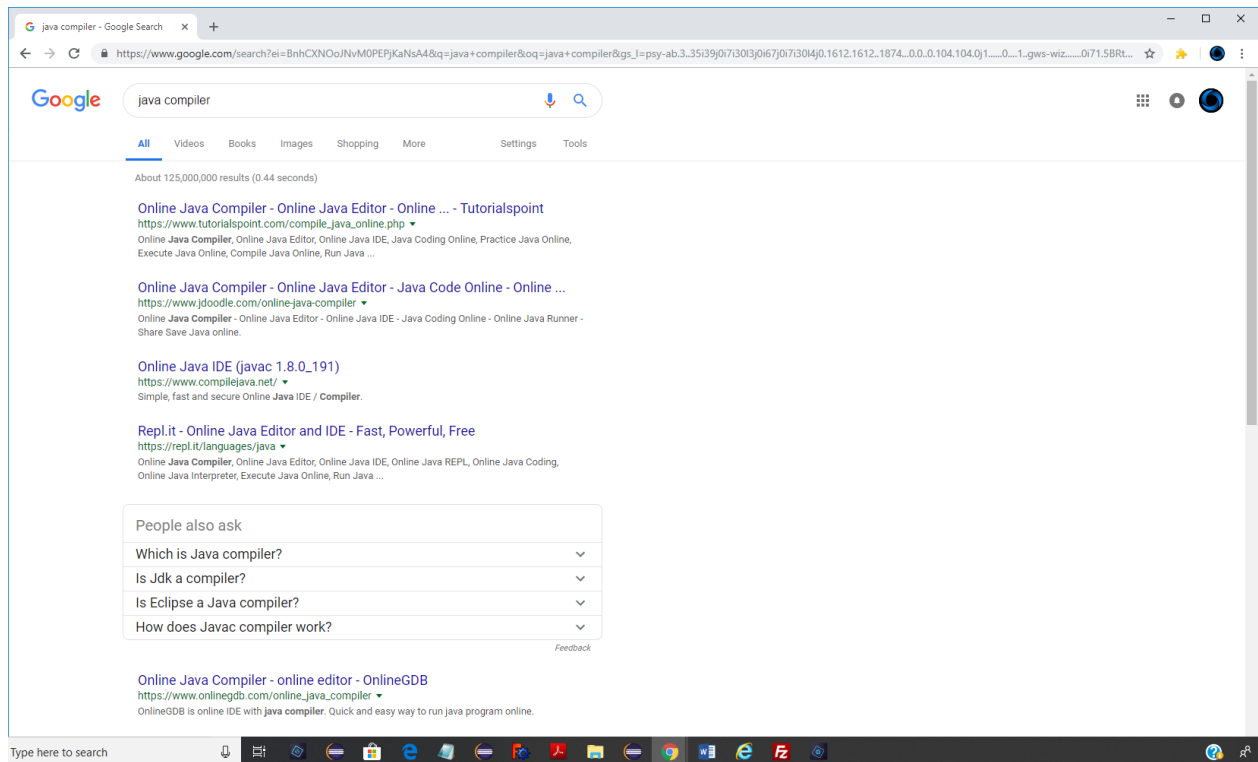 java compiler - Google Search
https://www.google.com/search?ei=BnhCXNOoJNvM0PEPjKaNsA4&q=java+compiler&oq=java+compiler&gs_l=psy-ab.3..35i39j0i7i30l3j0i67j0i7i30l4j0.1612.1612..1874...0.0..0.104.104.0j1......0....1..gws-wiz.......0i71.5BRt...
Google
java compiler
All Videos Books Images Shopping More Settings Tools
About 125,000,000 results (0.44 seconds)
Online Java Compiler - Online Java Editor - Online ... - Tutorialspoint
https://www.tutorialspoint.com/compile_java_online.php
Online Java Compiler, Online Java Editor, Online Java IDE, Java Coding Online, Practice Java Online,
Execute Java Online, Compile Java Online, Run Java ...
Online Java Compiler - Online Java Editor - Java Code Online - Online ...
https://www.jdoodle.com/online-java-compiler
Online Java Compiler - Online Java Editor - Online Java IDE - Java Coding Online - Online Java Runner -
Share Save Java online.
Online Java IDE (javac 1.8.0_191)
https://www.compilejava.net/
Simple, fast and secure Online Java IDE / Compiler.
Repl.it - Online Java Editor and IDE - Fast, Powerful, Free
https://repl.it/languages/java
Online Java Compiler, Online Java Editor, Online Java IDE, Online Java REPL, Online Java Coding,
Online Java Interpreter, Execute Java Online, Run Java ...
People also ask
Which is Java compiler?
Is Jdk a compiler?
Is Eclipse a Java compiler?
How does Javac compiler work?
Feedback
Online Java Compiler - online editor - OnlineGDB
https://www.onlinegdb.com/online_java_compiler
OnlineGDB is online IDE with java compiler. Quick and easy way to run java program online.
Type here to search